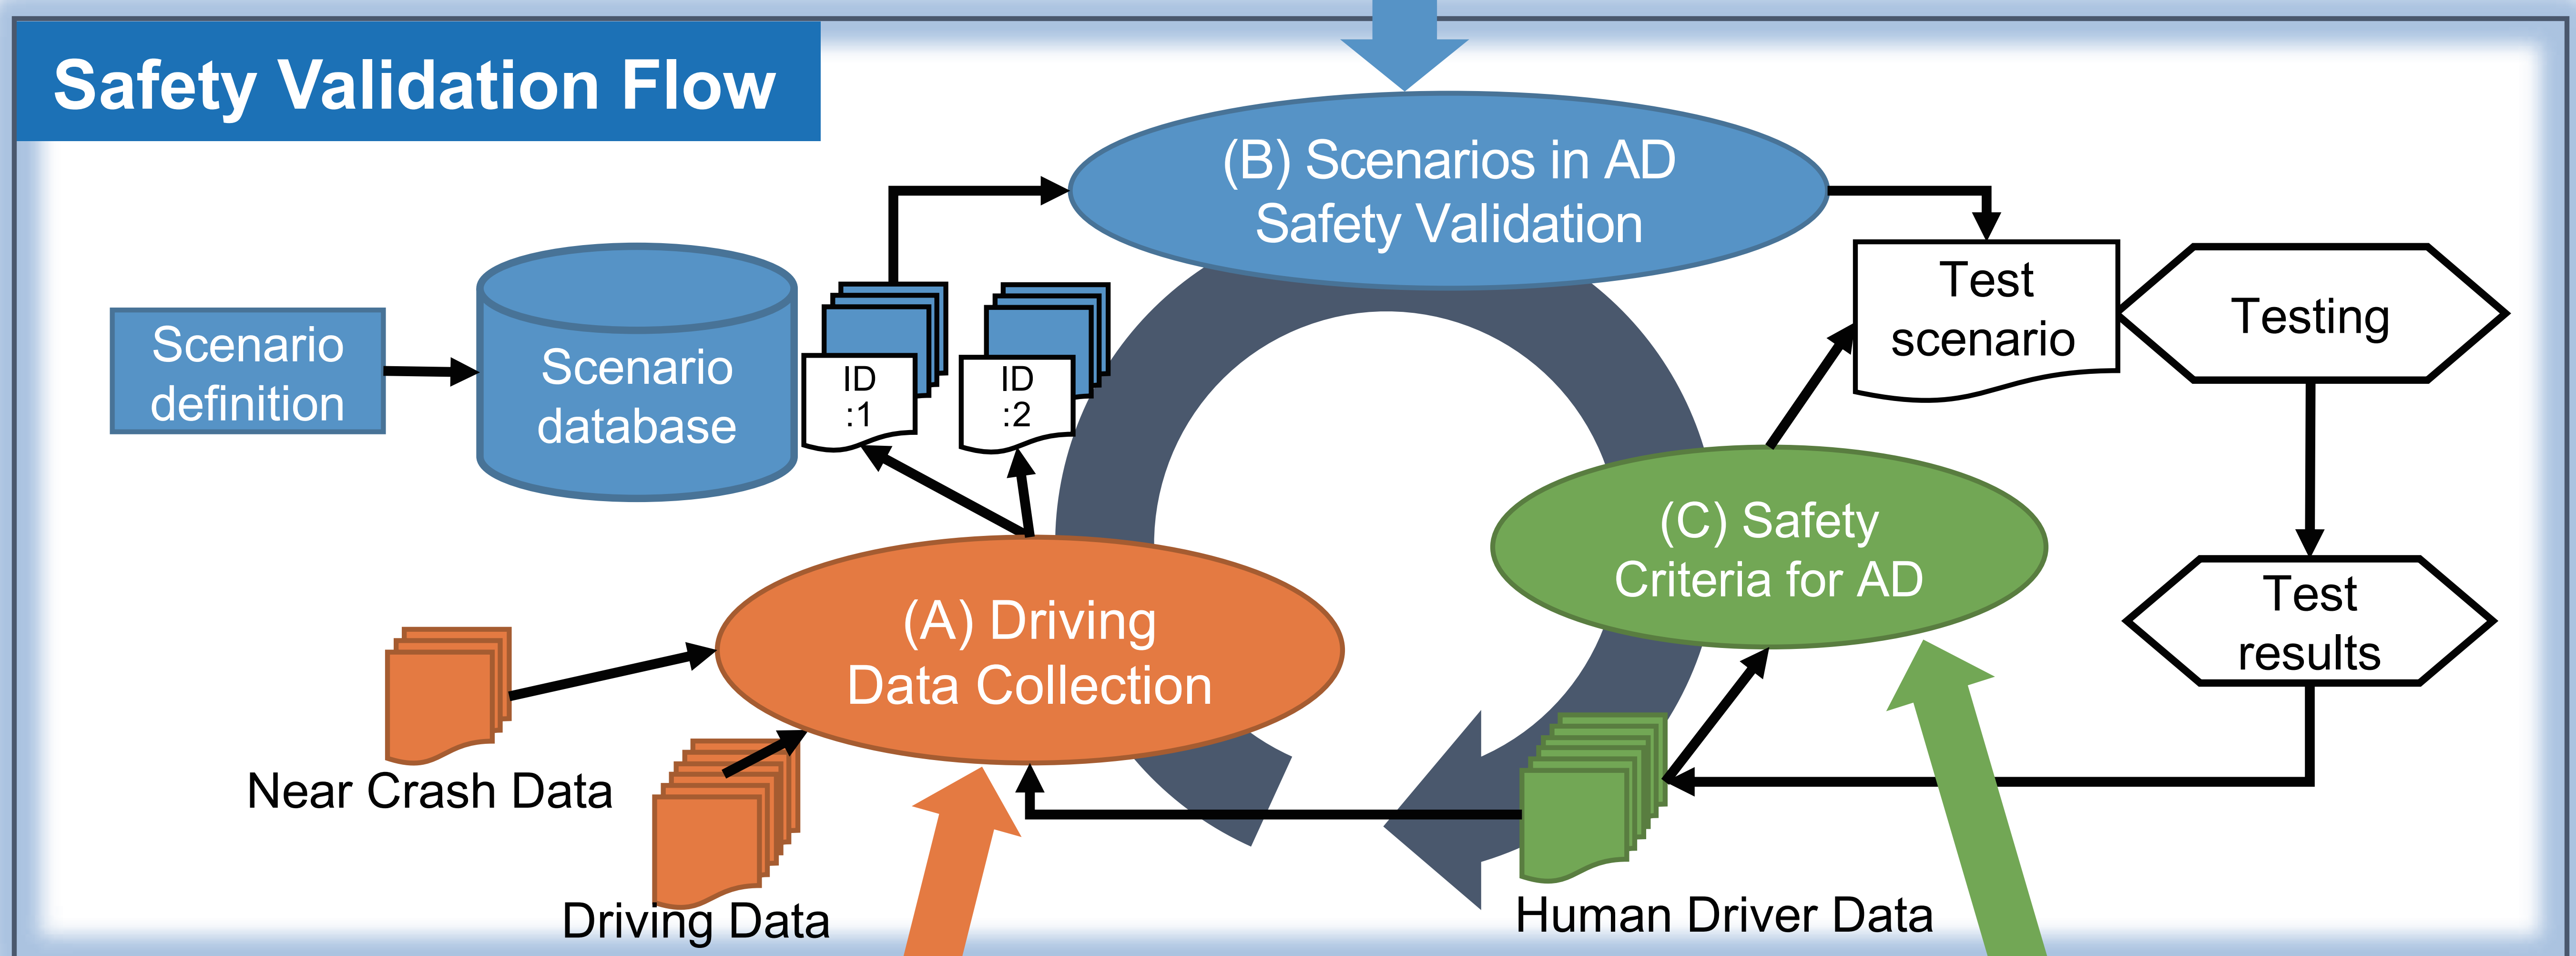 Safety Validation Flow
(B) Scenarios in AD
Safety Validation
Scenario
definition
Scenario
database
ID
:1
ID
:2
Test
scenario
Testing
(A) Driving
Data Collection
(C) Safety
Criteria for AD
Test
results
Near Crash Data
Driving Data
Human Driver Data